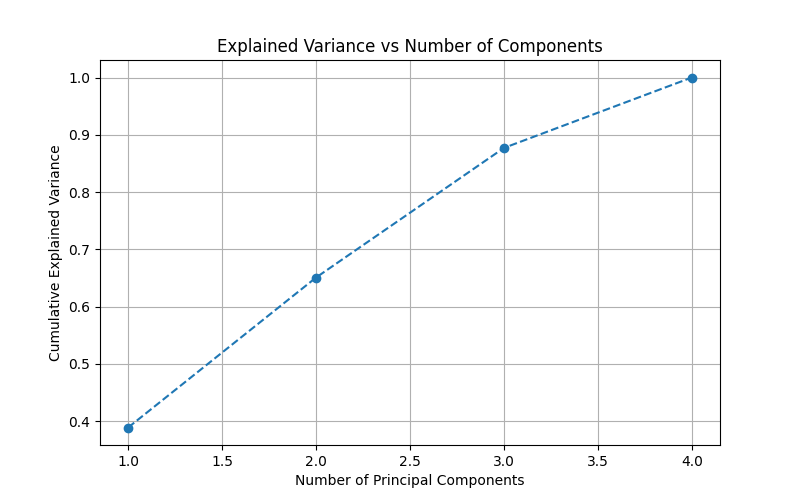 Explained Variance vs Number of Components
1.0
0.9
0.8
0.7
0.6
0.5
0.4
Cumulative Explained Variance
1.0 1.5 2.0 2.5 3.0 3.5 4.0
Number of Principal Components